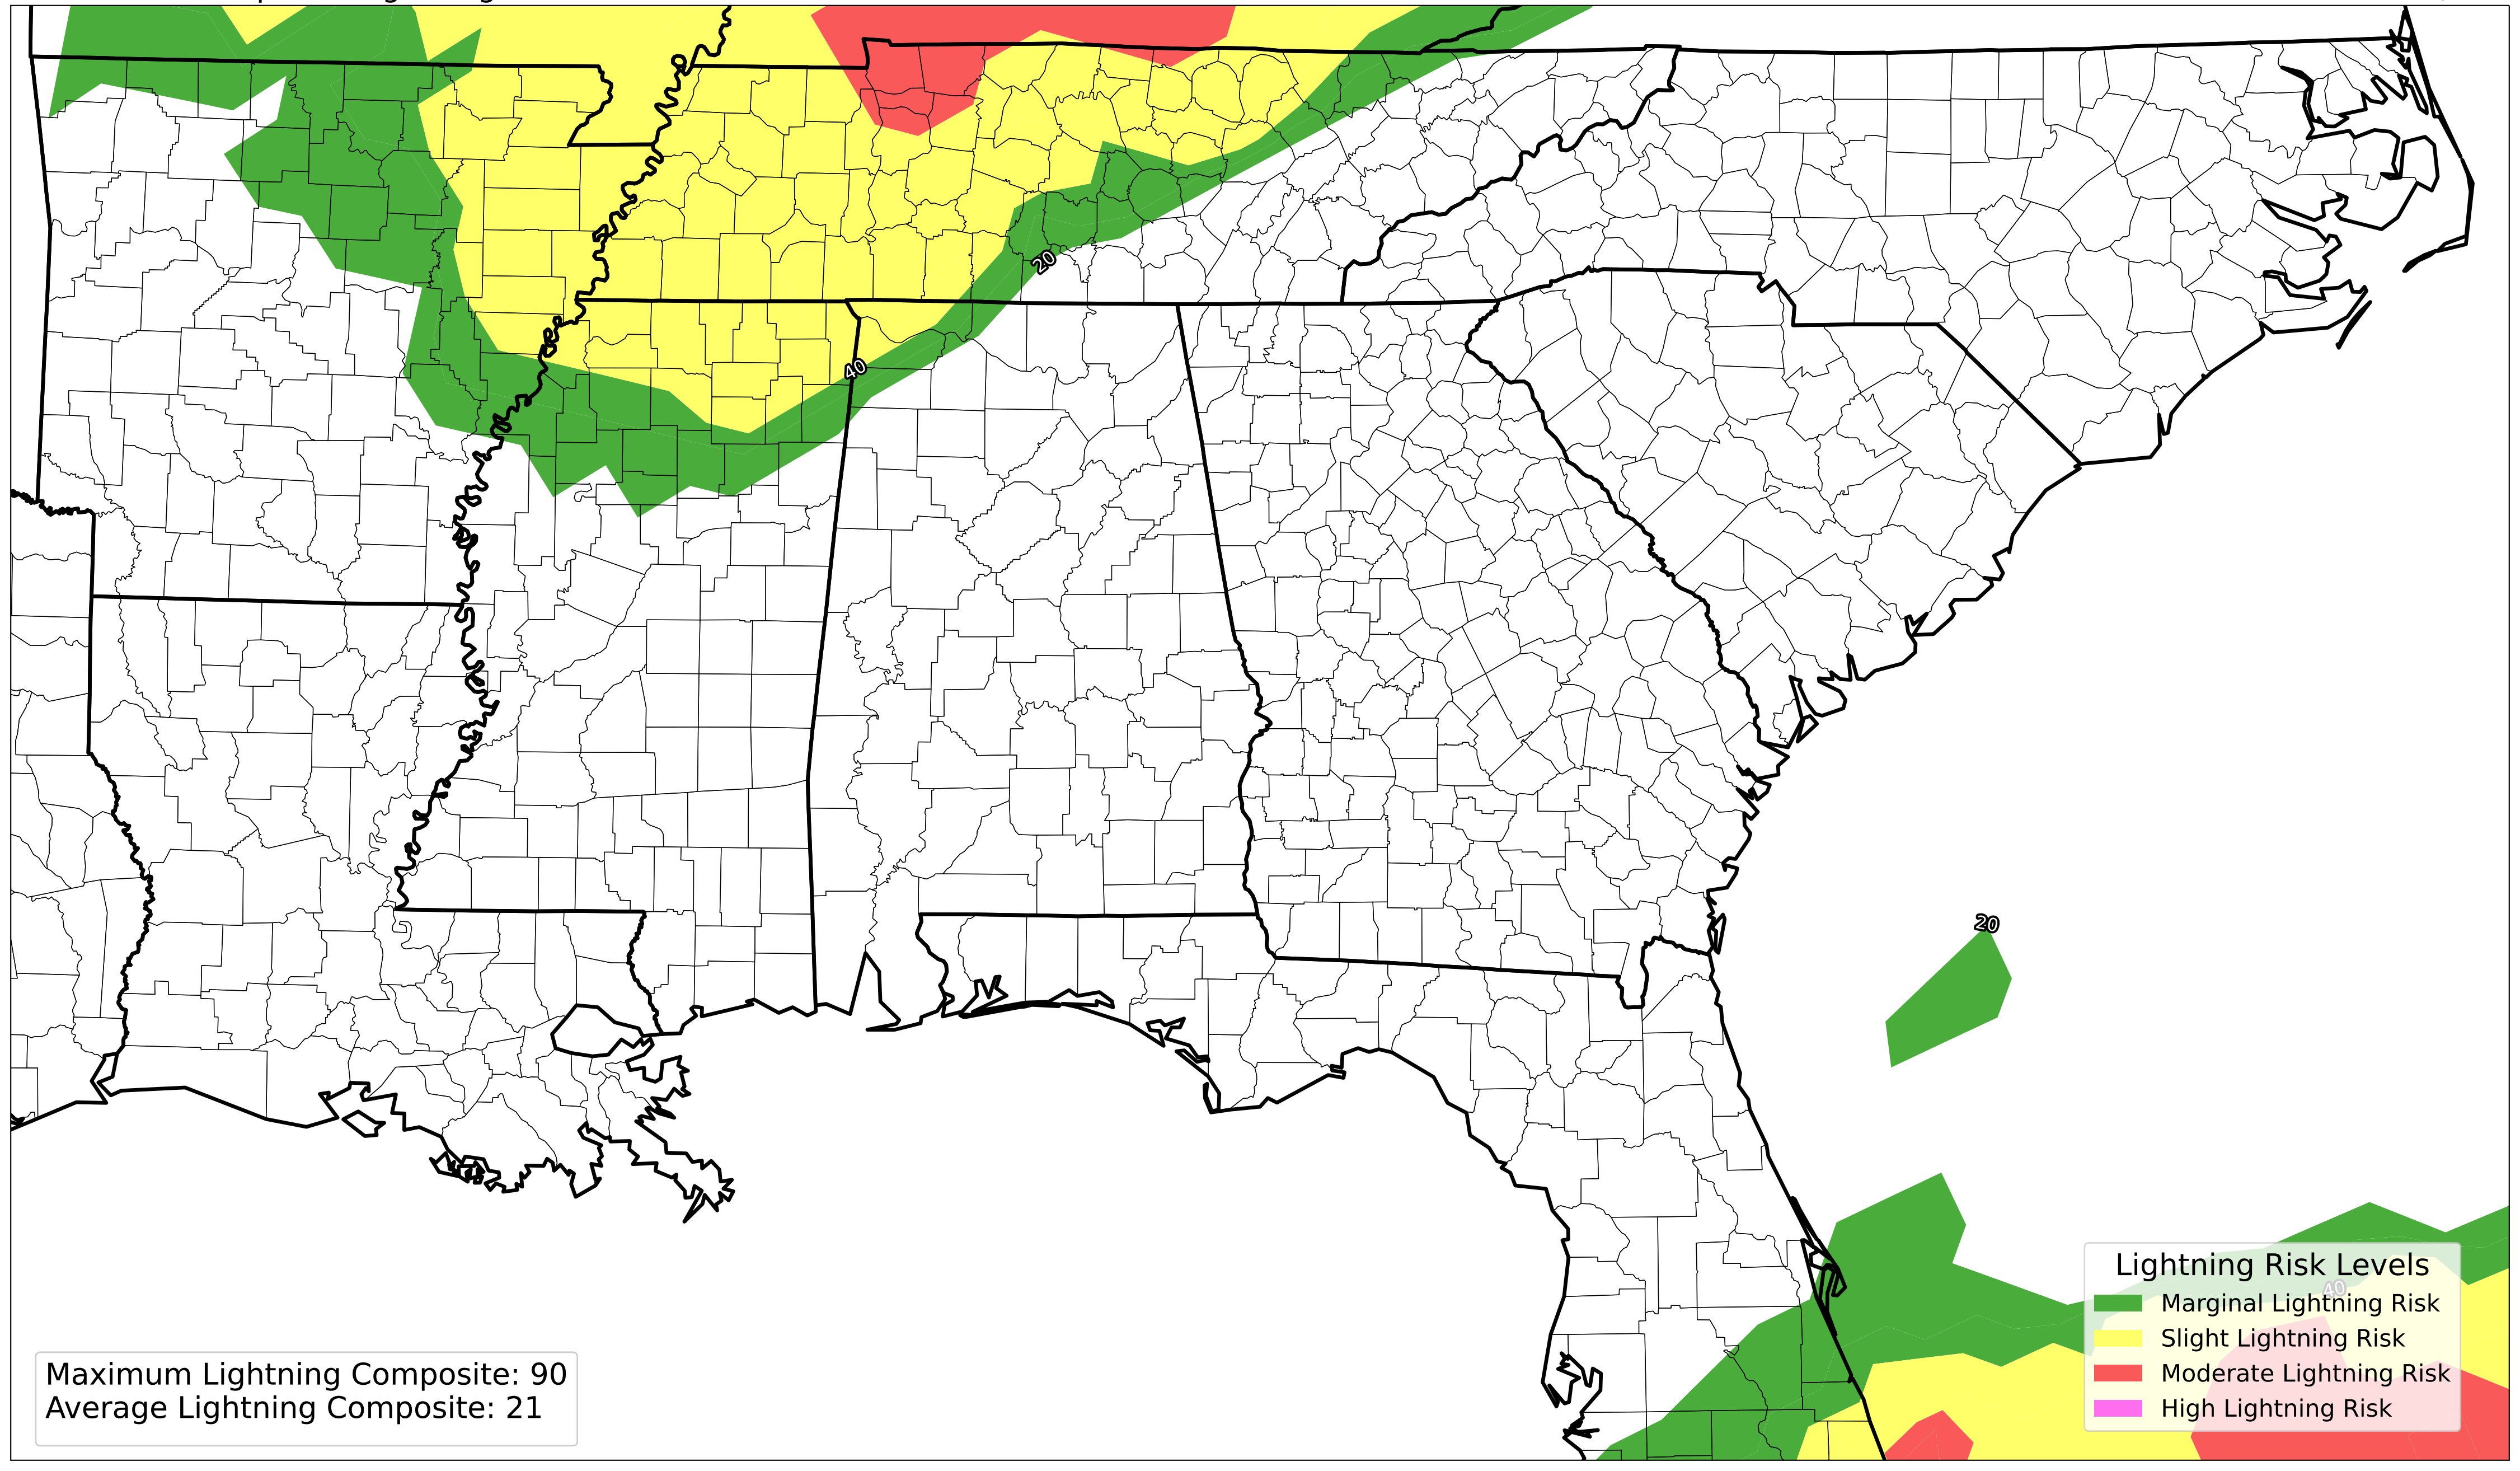 20
40
20
40
Lightning Risk Levels
Marginal Lightning Risk
Slight Lightning Risk
Moderate Lightning Risk
High Lightning Risk
Maximum Lightning Composite: 90
Average Lightning Composite: 21